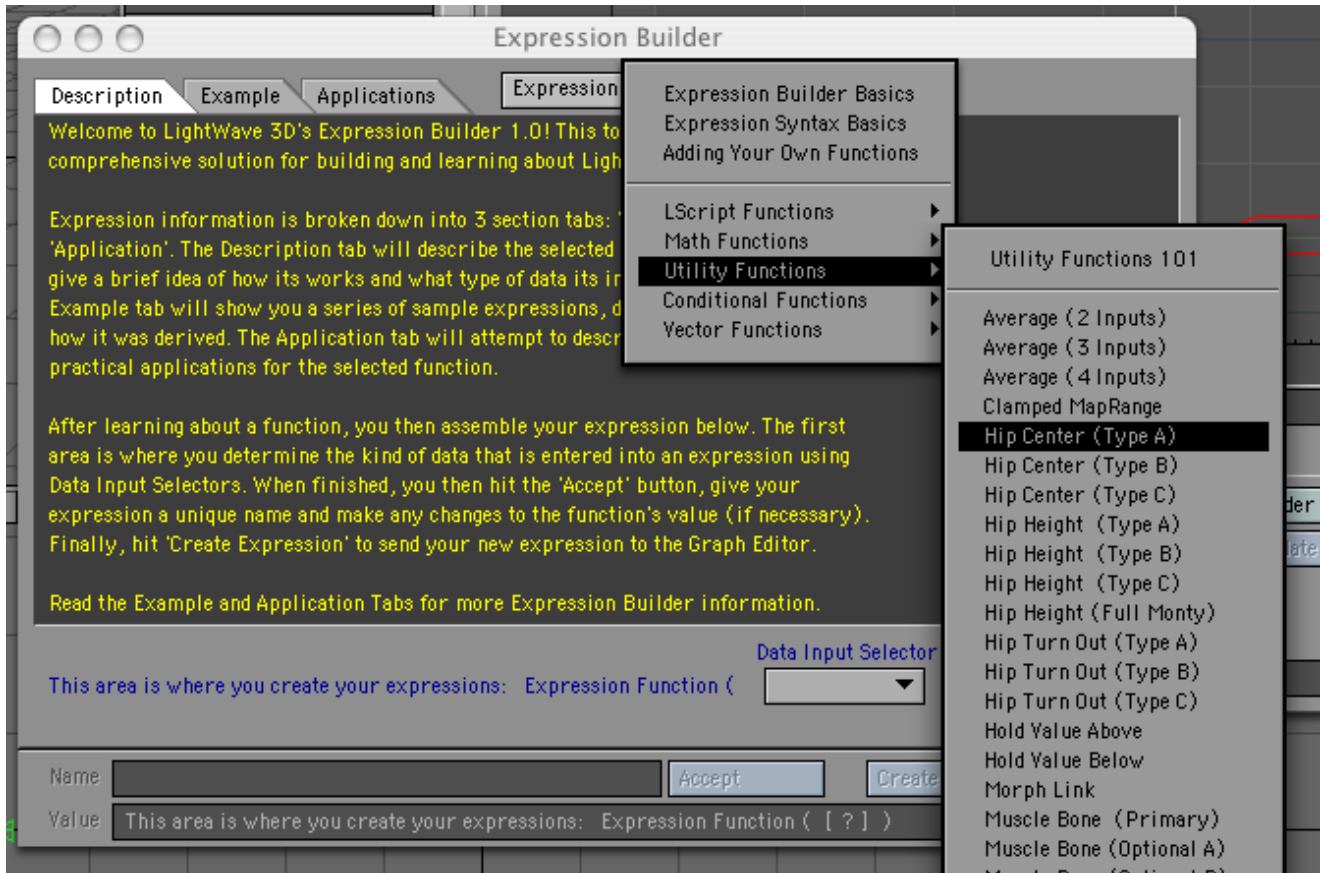 Expression Builder
Description
Example
Applications
Expression
Welcome to LightWave 3D's Expression Builder 1.0! This to
comprehensive solution for building and learning about Ligh
Expression information is broken down into 3 section tabs: '
'Application'. The Description tab will describe the selected
give a brief idea of how its works and what type of data its in
Example tab will show you a series of sample expressions, d
how it was derived. The Application tab will attempt to descr
practical applications for the selected function.
After learning about a function, you then assemble your expression below. The first
area is where you determine the kind of data that is entered into an expression using
Data Input Selectors. When finished, you then hit the 'Accept' button, give your
expression a unique name and make any changes to the function's value (if necessary).
Finally, hit 'Create Expression' to send your new expression to the Graph Editor.
Read the Example and Application Tabs for more Expression Builder information.
Data Input Selector
This area is where you create your expressions: Expression Function (
Name
Accept
Create
Value
This area is where you create your expressions: Expression Function ( [ ? ] )
Expression Builder Basics
Expression Syntax Basics
Adding Your Own Functions
LScript Functions
Math Functions
Utility Functions
Conditional Functions
Vector Functions
Utility Functions 101
Average (2 Inputs)
Average (3 Inputs)
Average (4 Inputs)
Clamped MapRange
Hip Center (Type A)
Hip Center (Type B)
Hip Center (Type C)
Hip Height (Type A)
Hip Height (Type B)
Hip Height (Type C)
Hip Height (Full Monty)
Hip Turn Out (Type A)
Hip Turn Out (Type B)
Hip Turn Out (Type C)
Hold Value Above
Hold Value Below
Morph Link
Muscle Bone (Primary)
Muscle Bone (Optional A)